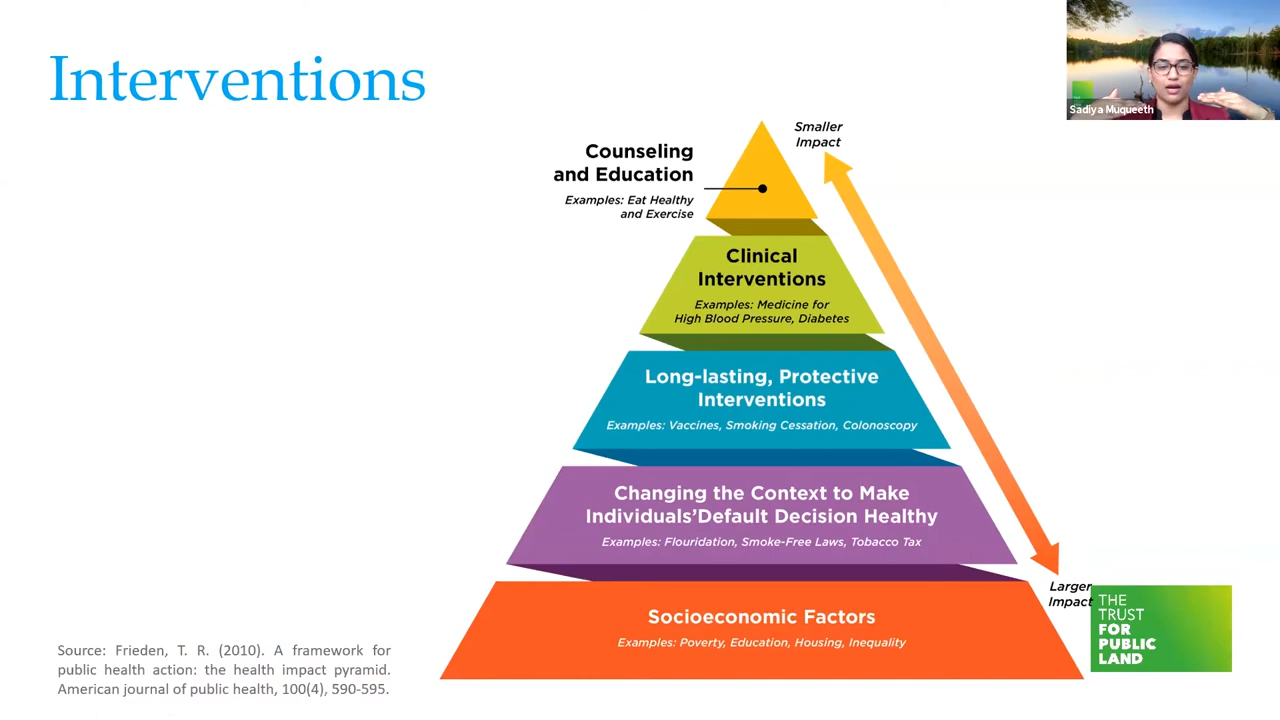 Interventions
Sadiya Muqueeth
Smaller
Impact
Counseling
and Education
Examples: Eat Healthy
and Exercise
Clinical
Interventions
Examples: Medicine for
High Blood Pressure, Diabetes
Long-lasting, Protective
Interventions
Examples: Vaccines, Smoking Cessation, Colonoscopy
Changing the Context to Make
Individuals’Default Decision Healthy
Examples: Flouridation, Smoke-Free Laws, Tobacco Tax
Larger
Impact
Socioeconomic Factors
Examples: Poverty, Education, Housing, Inequality
THE
TRUST
FOR
PUBLIC
LAND
Source: Frieden, T. R. (2010). A framework for
public health action: the health impact pyramid.
American journal of public health, 100(4), 590-595.